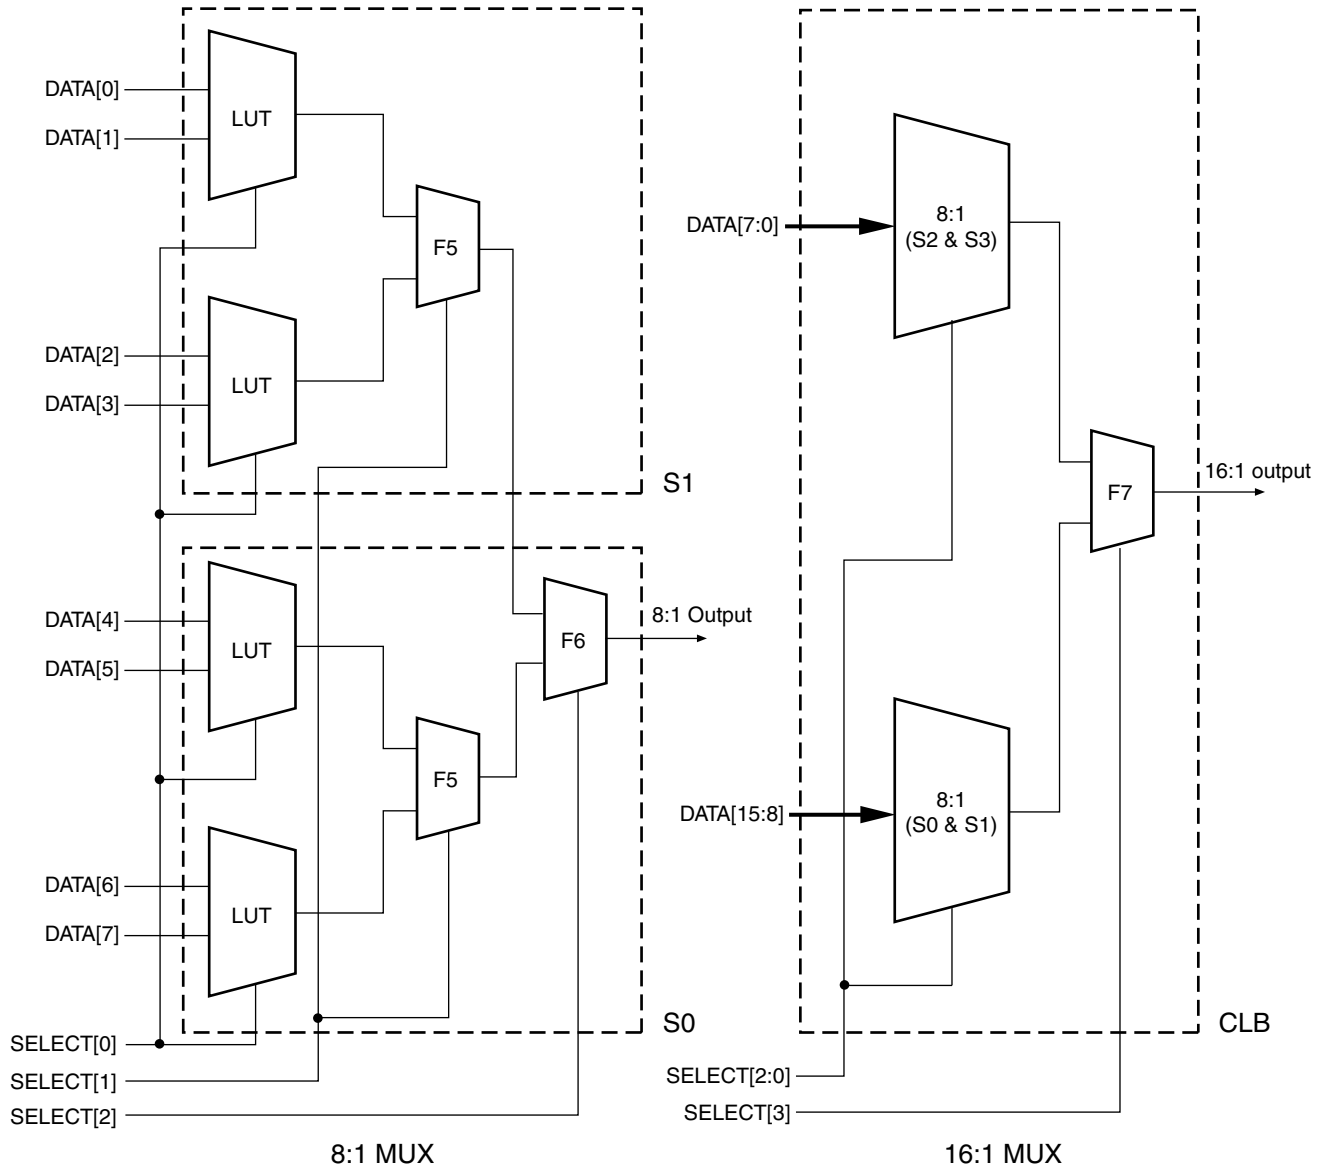 DATA[0]
DATA[1]
LUT
F5
DATA[2]
DATA[3]
LUT
S1
DATA[4]
DATA[5]
LUT
F6
8:1 Output
F5
DATA[6]
DATA[7]
LUT
S0
SELECT[0]
SELECT[1]
SELECT[2]
8:1 MUX
DATA[7:0]
8:1
(S2 & S3)
F7
16:1 output
DATA[15:8]
8:1
(S0 & S1)
CLB
SELECT[2:0]
SELECT[3]
16:1 MUX